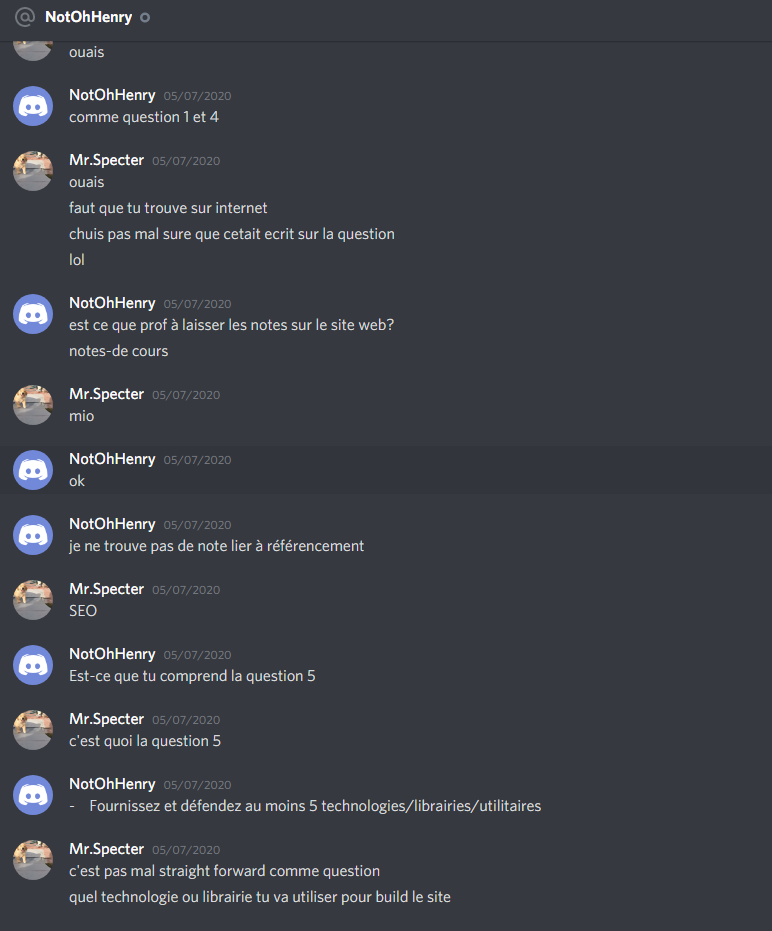 NotOhHenry
ouais
NotOhHenry 05/07/2020
comme question 1 et 4
Mr.Specter 05/07/2020
ouais
faut que tu trouve sur internet
chuis pas mal sure que cetait ecrit sur la question
lol
NotOhHenry 05/07/2020
est ce que prof à laisser les notes sur le site web?
notes-de cours
Mr.Specter 05/07/2020
mio
NotOhHenry 05/07/2020
ok
NotOhHenry 05/07/2020
je ne trouve pas de note lier à référencement
Mr.Specter 05/07/2020
SEO
NotOhHenry 05/07/2020
Est-ce que tu comprend la question 5
Mr.Specter 05/07/2020
c'est quoi la question 5
NotOhHenry 05/07/2020
- Fournissez et défendez au moins 5 technologies/librairies/utilitaires
Mr.Specter 05/07/2020
c'est pas mal straight forward comme question
quel technologie ou librairie tu va utiliser pour build le site